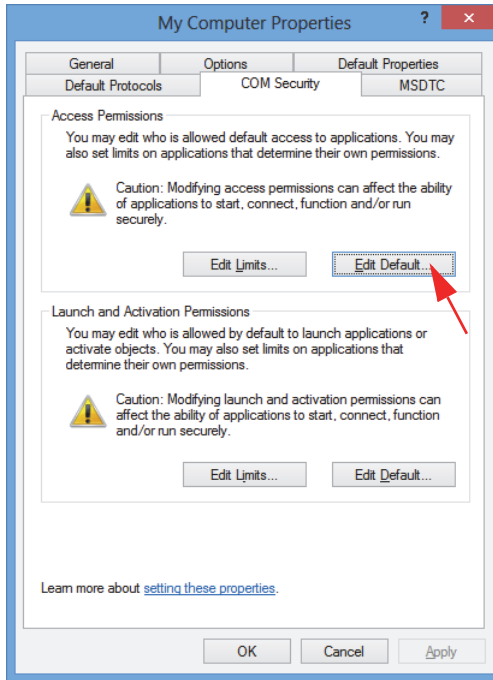 My Computer Properties
?
×
General Options Default Properties
Default Protocols COM Security MSDTC
Access Permissions
You may edit who is allowed default access to applications. You may
also set limits on applications that determine their own permissions.
Caution: Modifying access permissions can affect the ability
of applications to start, connect, function and/or run
securely.
Edit Limits... Edit Default...
Launch and Activation Permissions
You may edit who is allowed by default to launch applications or
activate objects. You may also set limits on applications that
determine their own permissions.
Caution: Modifying launch and activation permissions can
affect the ability of applications to start, connect, function
and/or run securely.
Edit Limits... Edit Default...
Learn more about setting these properties.
OK Cancel Apply